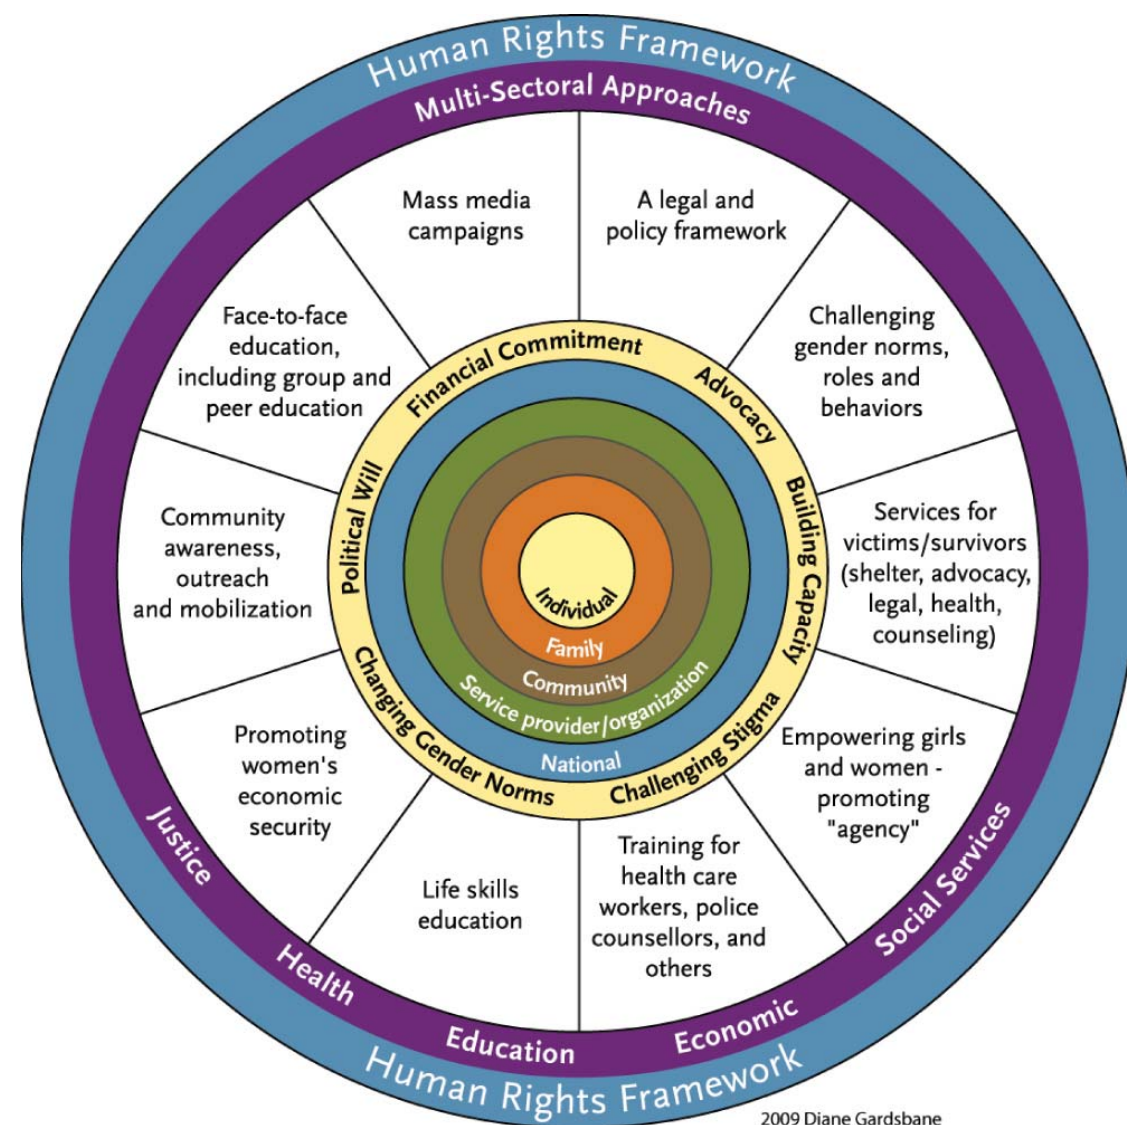 Human Rights Framework
Multi-Sectoral Approaches
Mass media
campaigns
A legal and
policy framework
Face-to-face
education,
including group and
peer education
Challenging
gender norms,
roles and
behaviors
Community
awareness,
outreach
and mobilization
Services for
victims/survivors
(shelter, advocacy,
legal, health,
counseling)
Promoting
women's
economic
security
Empowering girls
and women -
promoting
"agency"
Life skills
education
Training for
health care
workers, police
counsellors, and
others
Financial Commitment
Advocacy
Political Will
Building Capacity
Changing Gender Norms
Challenging Stigma
Individual
Family
Community
Service provider/organization
National
Justice
Health
Education
Economic
Social Services
Human Rights Framework
2009 Diane Gardsbane